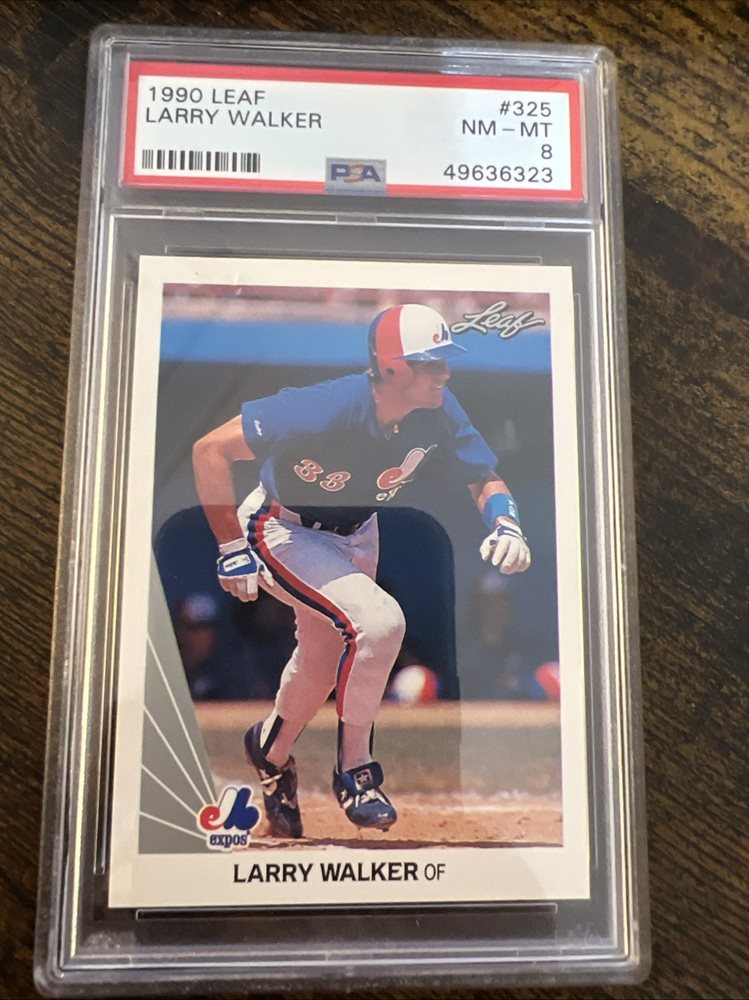 1990 LEAF #325
LARRY WALKER NM - MT
8
PSA 49636323
Leaf
33
expos
LARRY WALKER OF